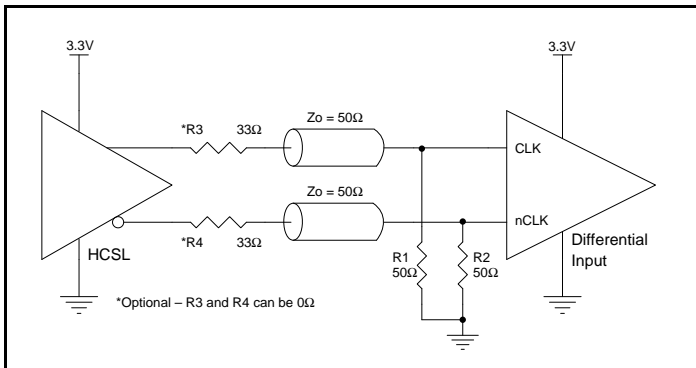 3.3V
3.3V
*R3
33Ω
Zo = 50Ω
CLK
Zo = 50Ω
*R4
33Ω
nCLK
HCSL
R1
50Ω
R2
50Ω
Differential
Input
*Optional – R3 and R4 can be 0Ω